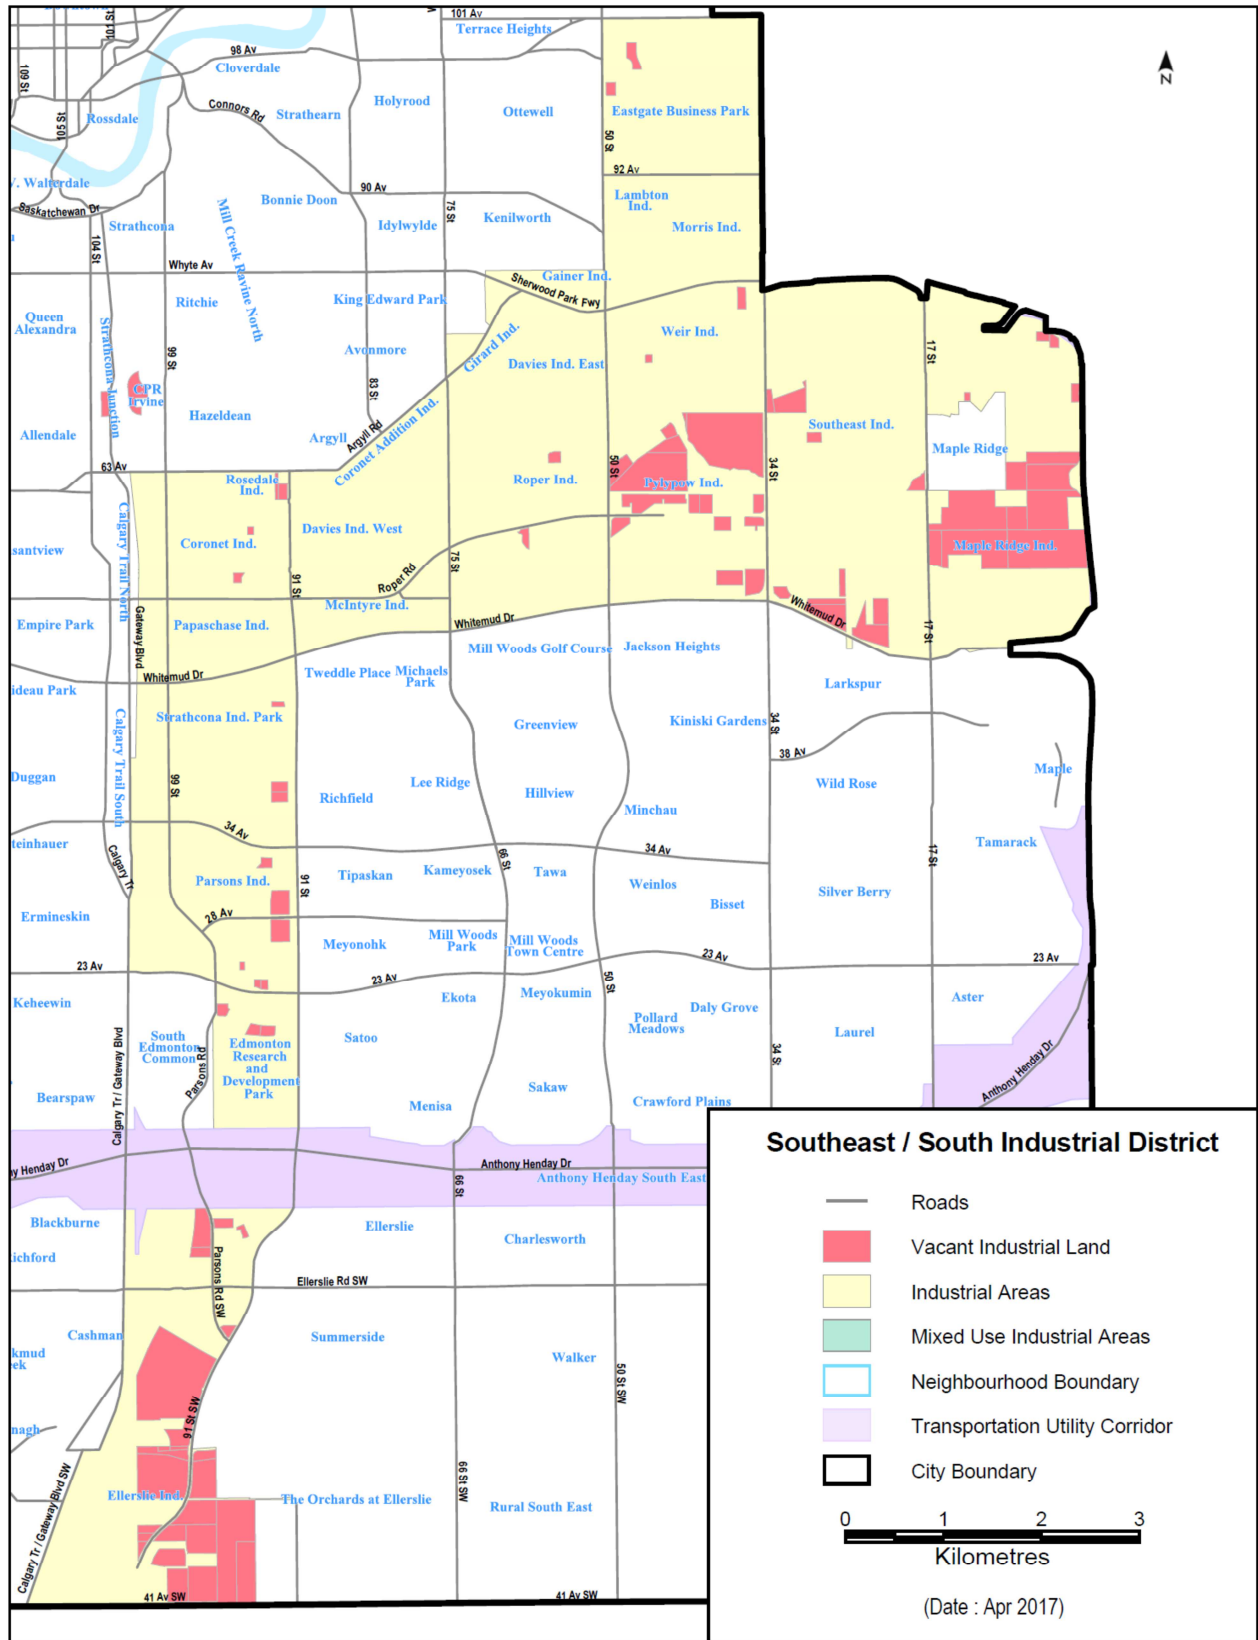 101 Av
Terrace Heights
101 St
98 Av
Cloverdale
109 St
105 St
Rossdale
Connors Rd
Strathearn
Holyrood
Ottewell
Eastgate Business Park
50 St
92 Av
N
V. Walterdale
Saskatchewan Dr
Bonnie Doon
90 Av
Idylwylde
75 St
Kenilworth
Lambton
Ind.
Morris Ind.
Strathcona
104 St
Mill Creek Ravine North
Whyte Av
Gainer Ind.
Sherwood Park Fwy
Queen
Alexandra
Ritchie
King Edward Park
Weir Ind.
Strathcona Junction
99 St
Avonmore
Girard Ind.
Davies Ind. East
17 St
CPR
Irvine
83 St
Hazeldean
Allendale
Argyll
Argyll Rd
Coronet Addition Ind.
Southeast Ind.
Maple Ridge
63 Av
Rosedale
Ind.
Roper Ind.
50 St
Pylypow Ind.
34 St
santview
Calgary Trail North
Coronet Ind.
Davies Ind. West
Maple Ridge Ind.
91 St
Roper Rd
75 St
McIntyre Ind.
Empire Park
Gateway Blvd
Papaschase Ind.
Whitemud Dr
Whitemud Dr
17 St
Mill Woods Golf Course
Jackson Heights
Whitemud Dr
Tweddle Place
Michaels
Park
ideau Park
Larkspur
Strathcona Ind. Park
Calgary Trail South
Greenview
Kiniski Gardens
34 St
38 Av
Duggan
99 St
Richfield
Lee Ridge
Hillview
Minchau
Wild Rose
Maple
teinhauer
34 Av
Calgary Tr
66 St
34 Av
17 St
Tamarack
Parsons Ind.
91 St
Tipaskan
Kameyosek
Tawa
Weinlos
Bisset
Silver Berry
Ermineskin
28 Av
Meyonohk
Mill Woods
Park
Mill Woods
Town Centre
23 Av
23 Av
23 Av
23 Av
Keheewin
50 St
Ekota
Meyokumin
Daly Grove
Aster
South
Edmonton
Common
Parsons Rd
Edmonton
Research
and
Development
Park
Satoo
Pollard
Meadows
Laurel
34 St
Calgary Tr / Gateway Blvd
Sakaw
Anthony Henday Dr
Bearspaw
Menisa
Crawford Plains
ny Henday Dr
Anthony Henday Dr
66 St
Anthony Henday South East
Blackburne
Ellerslie
Charlesworth
ichford
Parsons Rd SW
Ellerslie Rd SW
Cashman
Summerside
Walker
kmud
eek
50 St SW
91 St SW
nagh
Calgary Tr / Gateway Blvd SW
Ellerslie Ind.
66 St SW
The Orchards at Ellerslie
Rural South East
41 Av SW
41 Av SW
Southeast / South Industrial District
Roads
Vacant Industrial Land
Industrial Areas
Mixed Use Industrial Areas
Neighbourhood Boundary
Transportation Utility Corridor
City Boundary
0 1 2 3
Kilometres
(Date : Apr 2017)